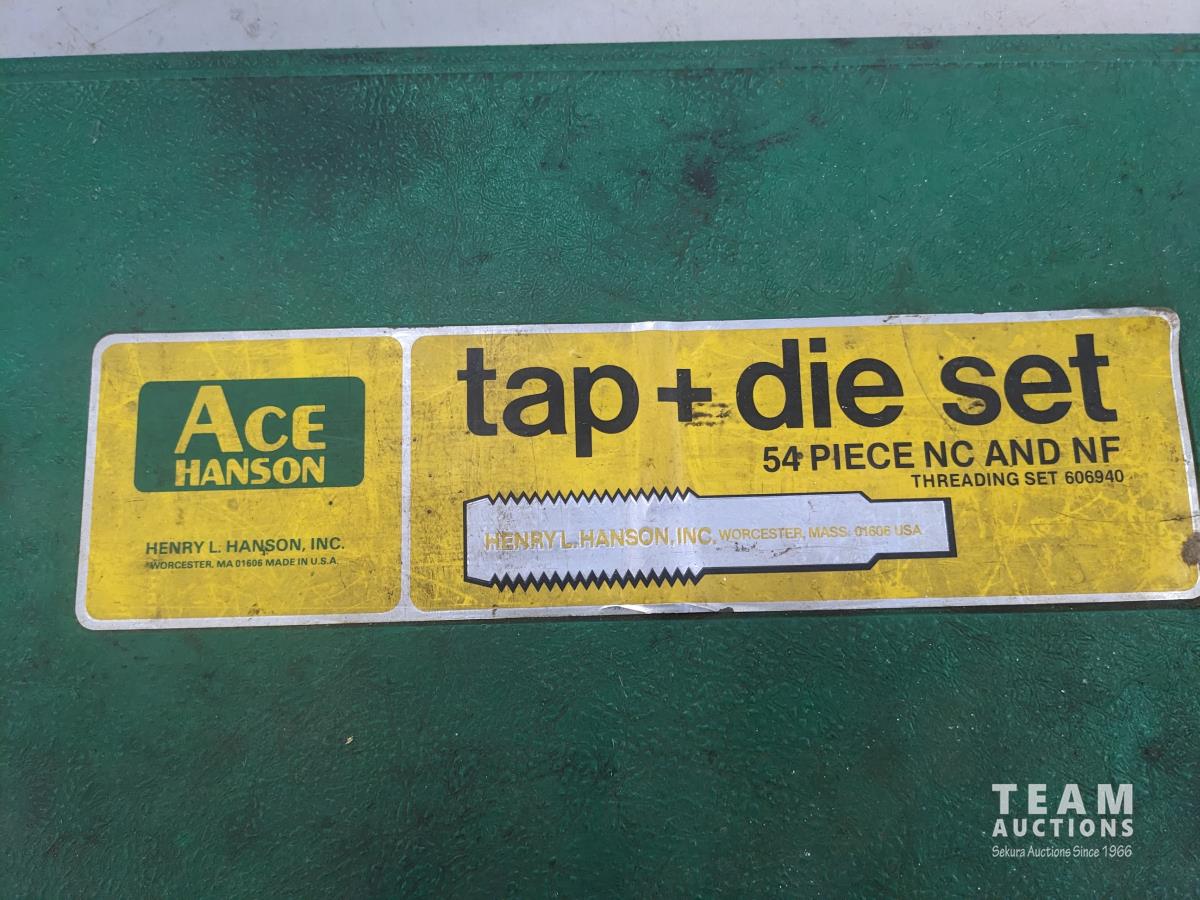 ACE
HANSON
HENRY L. HANSON, INC.
WORCESTER, MA 01606 MADE IN U.S.A.
tap + die set
54 PIECE NC AND NF
THREADING SET 606940
HENRY L. HANSON, INC. WORCESTER, MASS. 01606 USA
TEAM
AUCTIONS
Sekura Auctions Since 1966